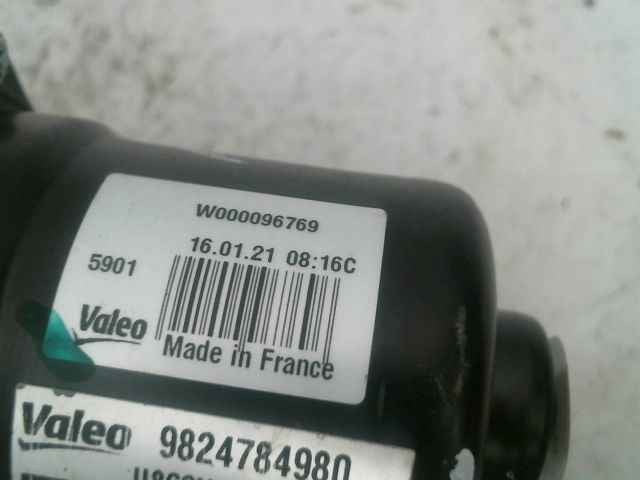 W000096769
16.01.21 08:16C
5901
Valeo
Made in France
Valeo 9824784980